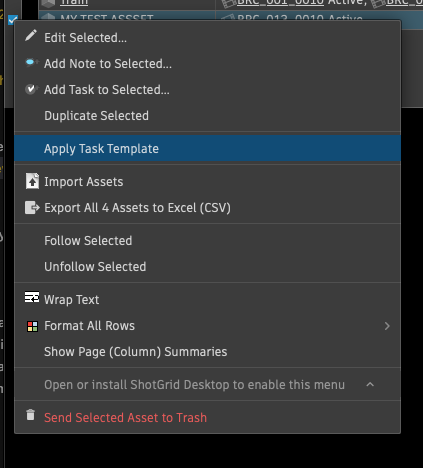 Train
BRC_001_0010 Active, BRC_0
MY TEST ASSSET
BRC_013_0010 Active
Edit Selected...
Add Note to Selected...
Add Task to Selected...
Duplicate Selected
Apply Task Template
Import Assets
Export All 4 Assets to Excel (CSV)
Follow Selected
Unfollow Selected
Wrap Text
Format All Rows
Show Page (Column) Summaries
Open or install ShotGrid Desktop to enable this menu
Send Selected Asset to Trash